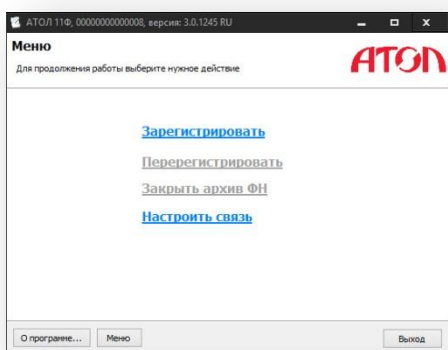 АТОЛ 11Ф, 00000000000008, версия: 3.0.1245 RU
Меню
Для продолжения работы выберите нужное действие
АТОЛ
Зарегистрировать
Перерегистрировать
Закрыть архив ФН
Настроить связь
О программе...
Меню
Выход